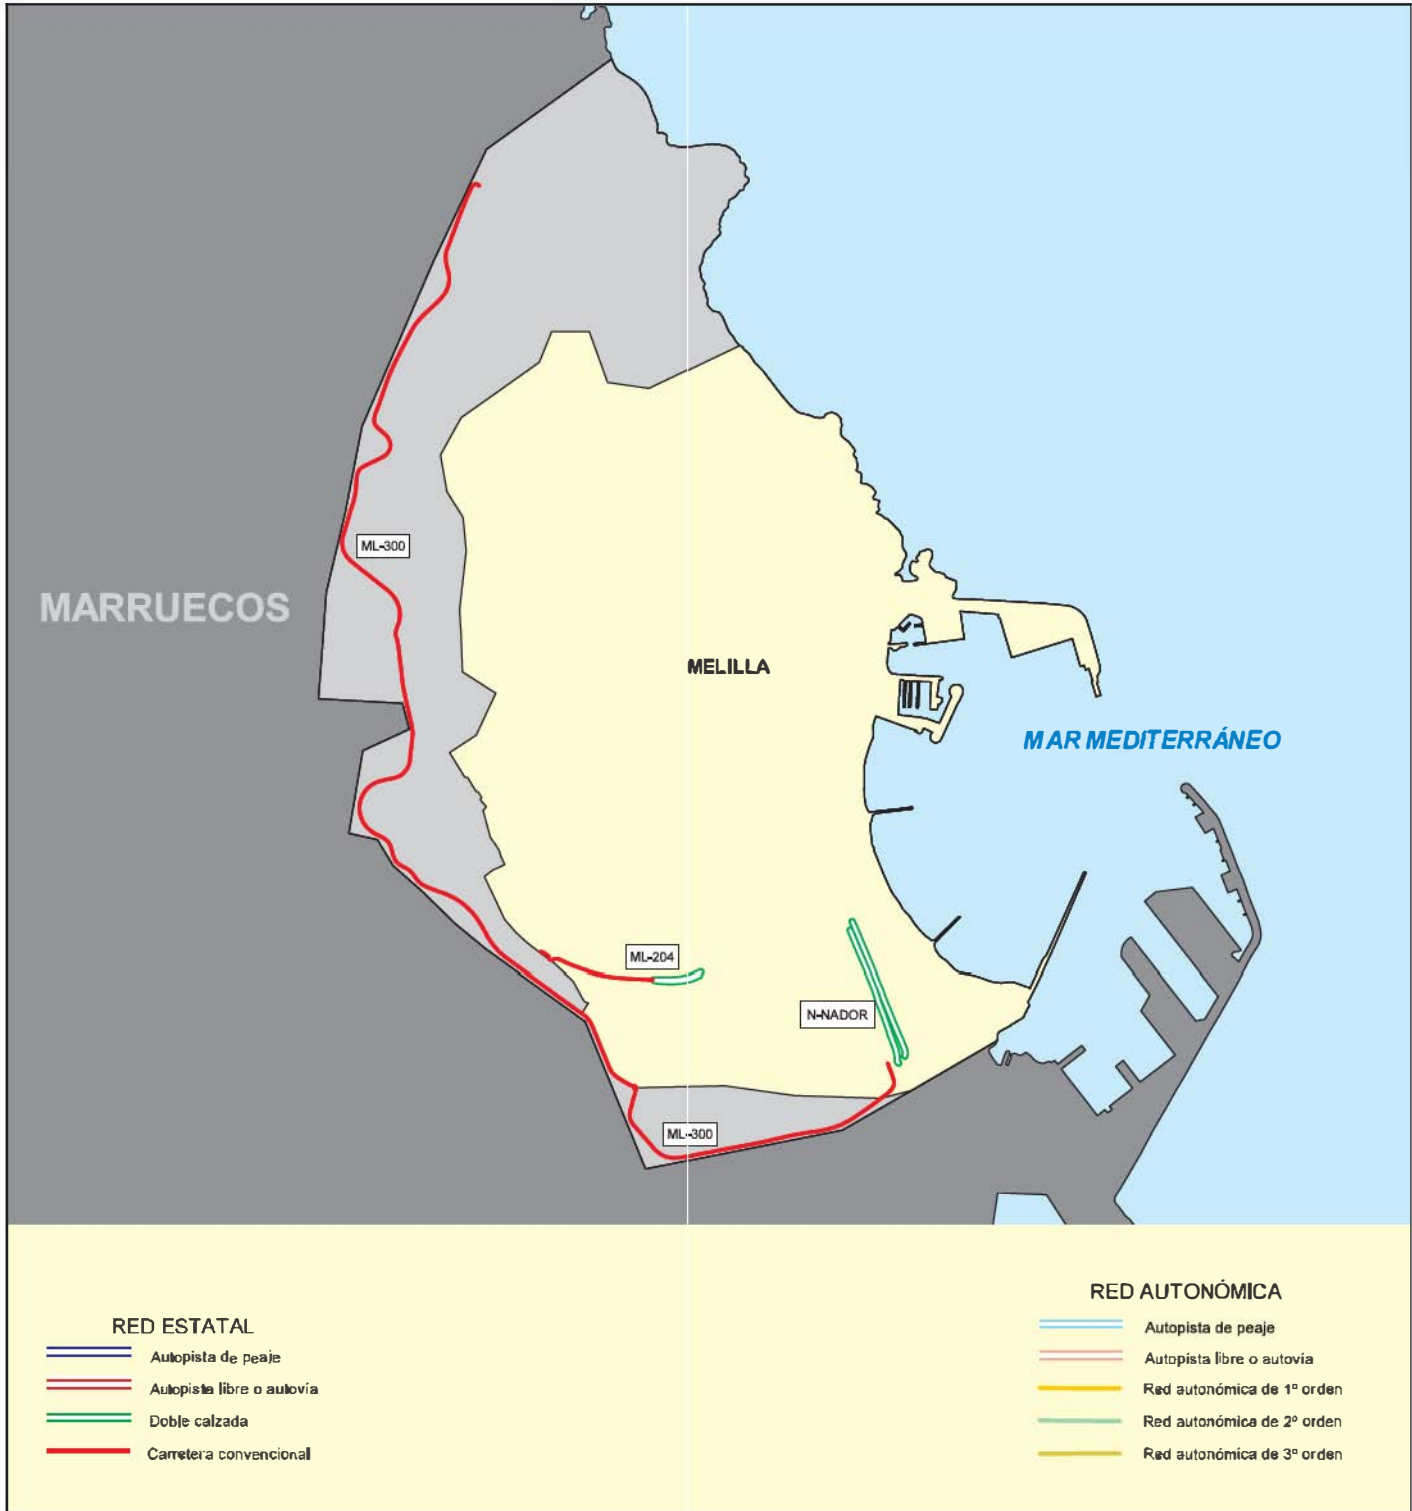 ML-300
MARRUECOS
MELILLA
MAR MEDITERRÁNEO
ML-204
N-NADOR
ML-300
RED ESTATAL
Autopista de peaje
Autopista libre o autovía
Doble calzada
Carretera convencional
RED AUTONÓMICA
Autopista de peaje
Autopista libre o autovía
Red autonómica de 1º orden
Red autonómica de 2º orden
Red autonómica de 3º orden